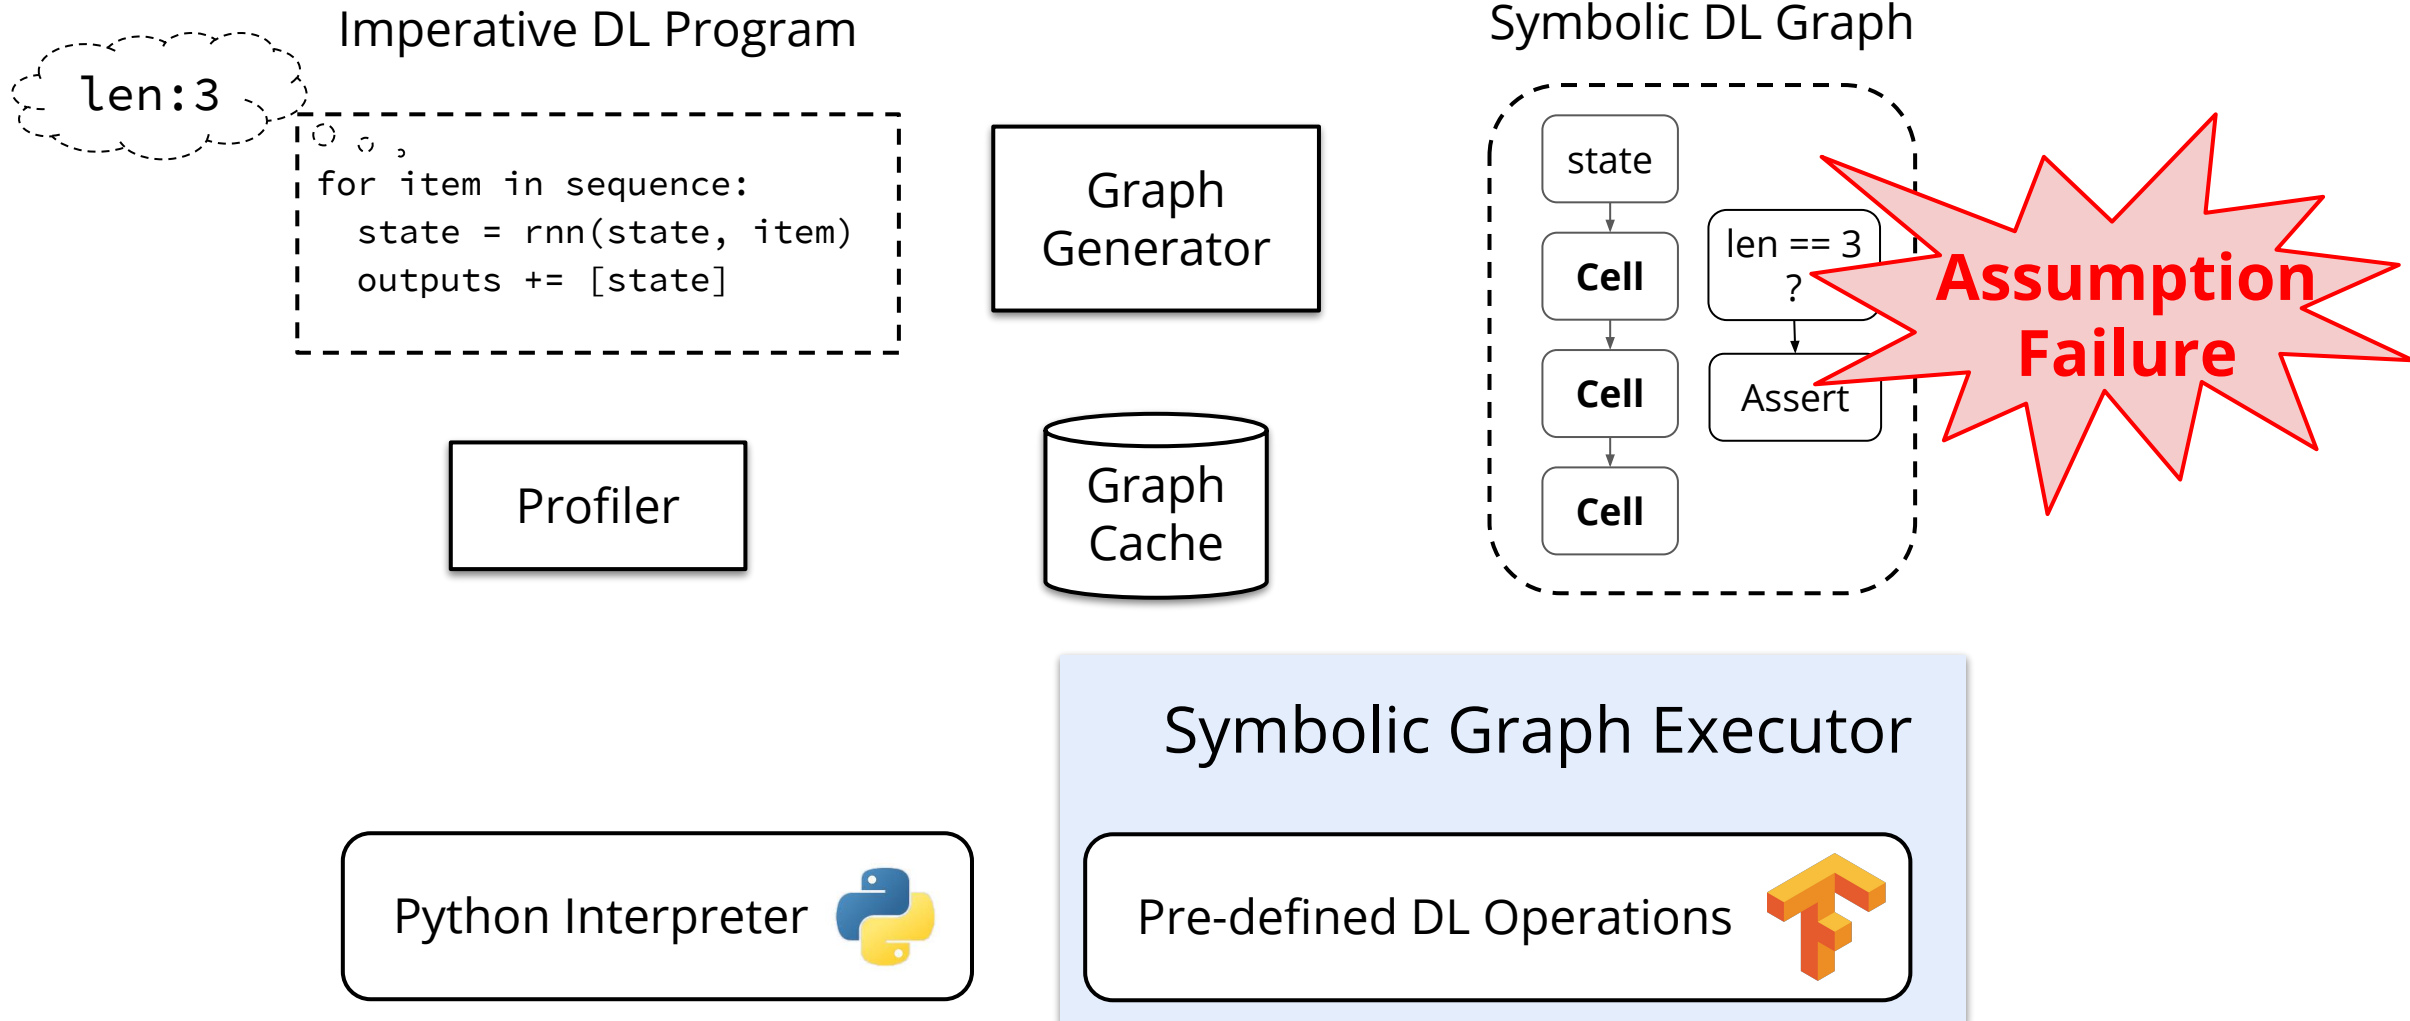 Imperative DL Program
len:3
for item in sequence:
  state = rnn(state, item)
  outputs += [state]
Graph
Generator
Profiler
Graph
Cache
Symbolic DL Graph
state
Cell
Cell
Cell
len == 3
?
Assert
Assumption
Failure
Symbolic Graph Executor
Python Interpreter
Pre-defined DL Operations